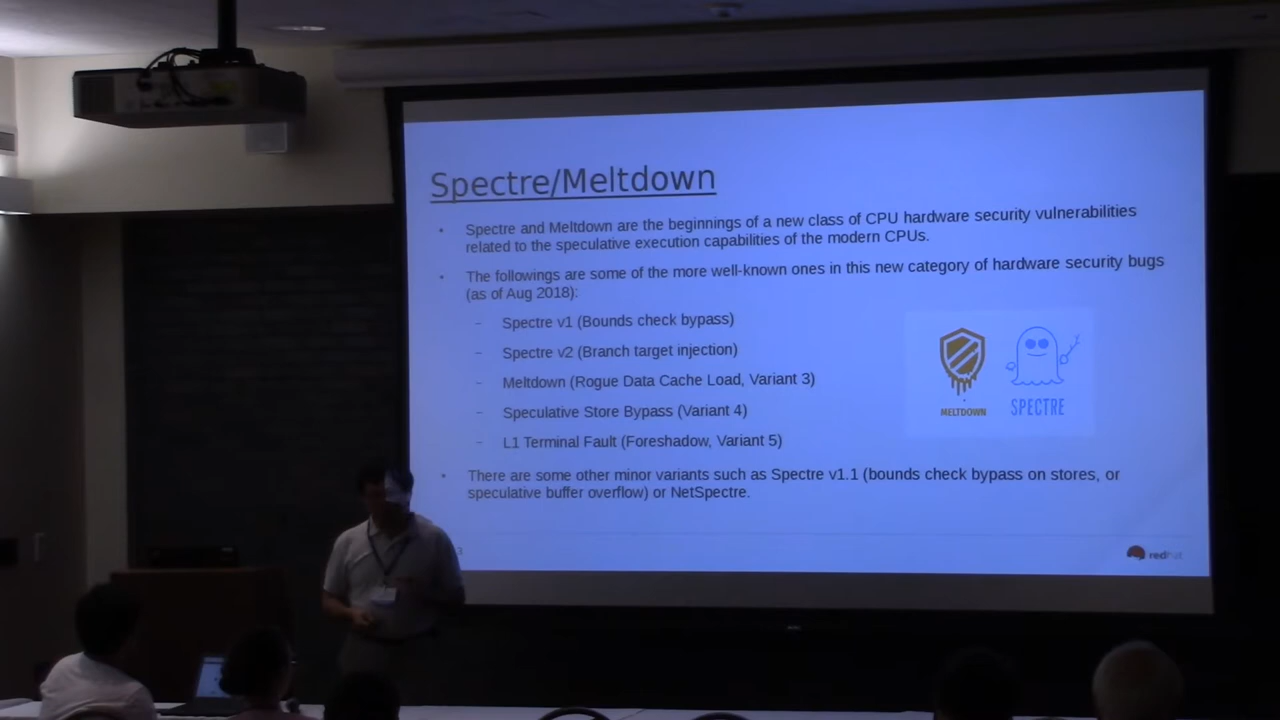 Spectre/Meltdown
• Spectre and Meltdown are the beginnings of a new class of CPU hardware security vulnerabilities
related to the speculative execution capabilities of the modern CPUs.
• The followings are some of the more well-known ones in this new category of hardware security bugs
(as of Aug 2018):
– Spectre v1 (Bounds check bypass)
– Spectre v2 (Branch target injection)
– Meltdown (Rogue Data Cache Load, Variant 3)
– Speculative Store Bypass (Variant 4)
– L1 Terminal Fault (Foreshadow, Variant 5)
MELTDOWN
SPECTRE
• There are some other minor variants such as Spectre v1.1 (bounds check bypass on stores, or
speculative buffer overflow) or NetSpectre.
3
redhat